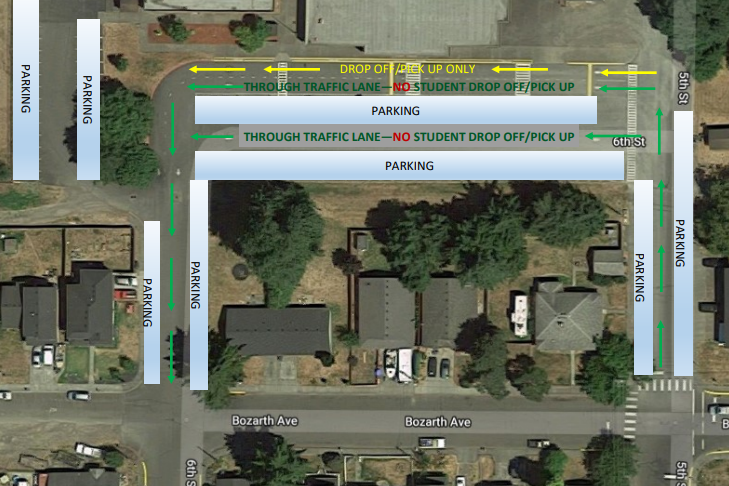 DROP OFF/PICK UP ONLY
THROUGH TRAFFIC LANE—NO STUDENT DROP OFF/PICK UP
PARKING
PARKING
PARKING
THROUGH TRAFFIC LANE—NO STUDENT DROP OFF/PICK UP
PARKING
5th St
6th St
PARKING
PARKING
PARKING
PARKING
Bozarth Ave
Bozarth Ave
B
6th S
5th S